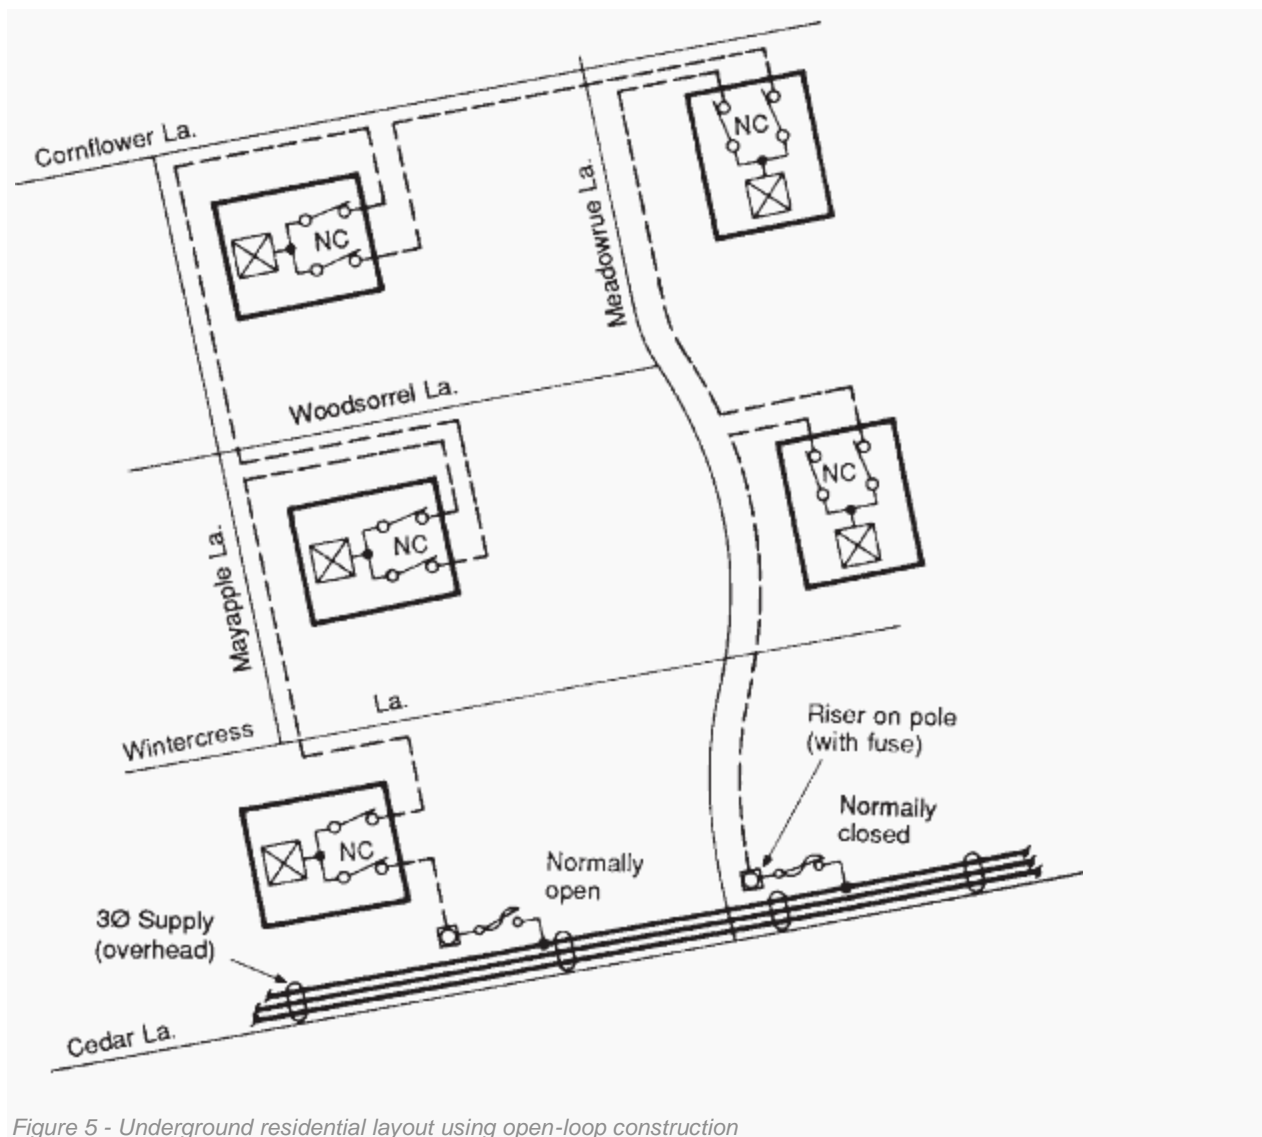 Cornflower La.
NC
Meadowrue La.
NC
Woodsorrel La.
NC
NC
Mayapple La.
Wintercress La.
Riser on pole
(with fuse)
Normally
closed
NC
Normally
open
3Ø Supply
(overhead)
Cedar La.
Figure 5 - Underground residential layout using open-loop construction